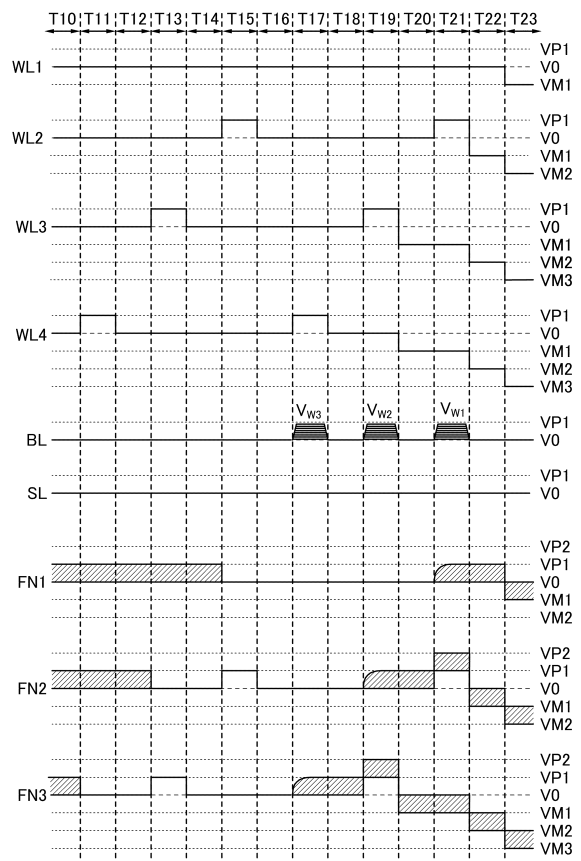 T10 T11 T12 T13 T14 T15 T16 T17 T18 T19 T20 T21 T22 T23
WL1 VP1
V0
VM1
WL2 VP1
V0
VM1
VM2
WL3 VP1
V0
VM1
VM2
VM3
WL4 VP1
V0
VM1
VM2
VM3
VW3 VW2 VW1
BL VP1
V0
SL VP1
V0
FN1 VP2
VP1
V0
VM1
VM2
FN2 VP2
VP1
V0
VM1
VM2
FN3 VP2
VP1
V0
VM1
VM2
VM3